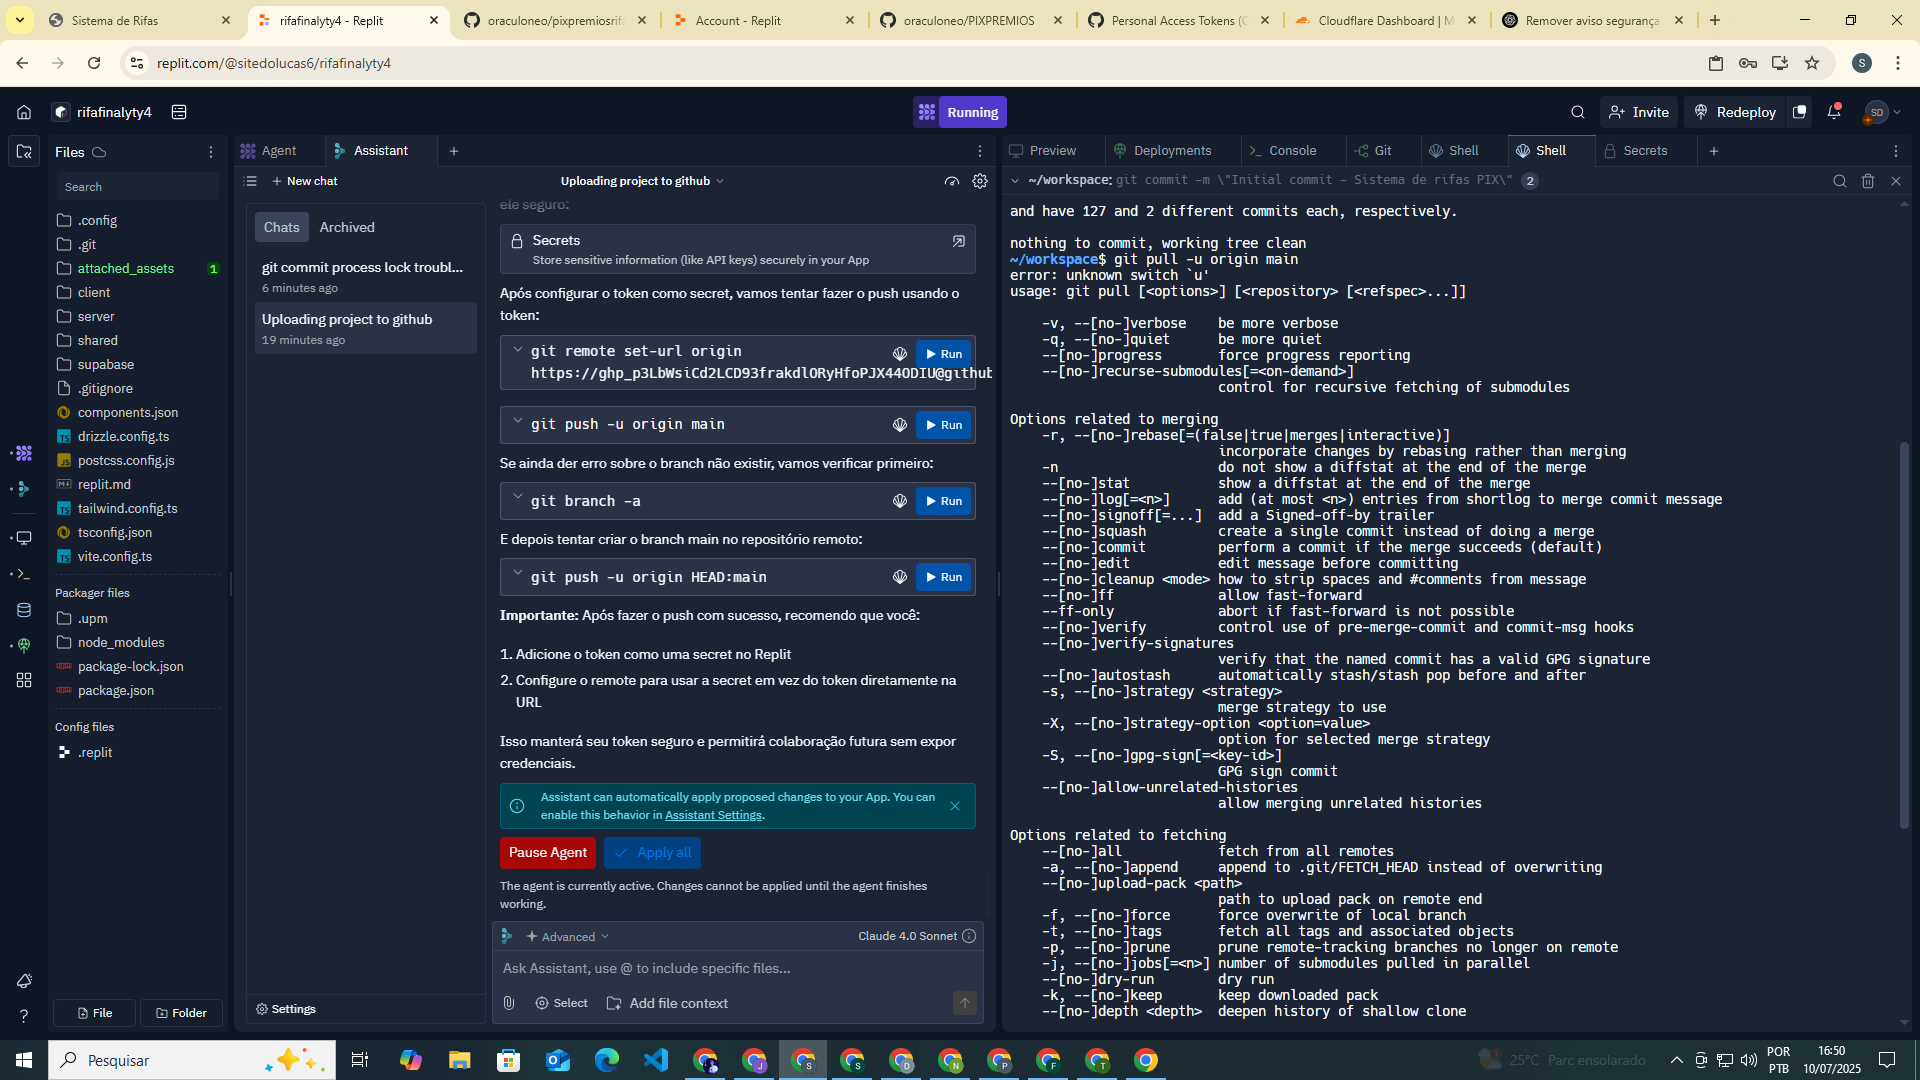 Sistema de Rifas
rifafinalyty4 - Replit
oraculoneo/pixpremiosrifa
Account - Replit
oraculoneo/PIXPREMIOS
Personal Access Tokens (C
Cloudflare Dashboard | M
Remover aviso segurança
replit.com/@sitedolucas6/rifafinalyty4
S
rifafinalyty4
Running
Invite
Redeploy
SD
Files
Search
.config
.git
attached_assets 1
client
server
shared
supabase
.gitignore
components.json
drizzle.config.ts
postcss.config.js
replit.md
tailwind.config.ts
tsconfig.json
vite.config.ts
Packager files
.upm
node_modules
package-lock.json
package.json
Config files
.replit
File Folder
Agent
Assistant
New chat
Uploading project to github
Chats Archived
git commit process lock troubl...
6 minutes ago
Uploading project to github
19 minutes ago
Settings
ele seguro:
Secrets
Store sensitive information (like API keys) securely in your App
Após configurar o token como secret, vamos tentar fazer o push usando o
token:
git remote set-url origin
Run
https://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@github
git push -u origin main
Run
Se ainda der erro sobre o branch não existir, vamos verificar primeiro:
git branch -a
Run
E depois tentar criar o branch main no repositório remoto:
git push -u origin HEAD:main
Run
Importante: Após fazer o push com sucesso, recomendo que você:
1. Adicione o token como uma secret no Replit
2. Configure o remote para usar a secret em vez do token diretamente na
URL
Isso manterá seu token seguro e permitirá colaboração futura sem expor
credenciais.
Assistant can automatically apply proposed changes to your App. You can
enable this behavior in Assistant Settings.
Pause Agent
Apply all
The agent is currently active. Changes cannot be applied until the agent finishes
working.
Advanced
Claude 4.0 Sonnet
Ask Assistant, use @ to include specific files...
Select
Add file context
Preview
Deployments
Console
Git
Shell
Shell
Secrets
~/workspace: git commit -m \"Initial commit - Sistema de rifas PIX\" 2
and have 127 and 2 different commits each, respectively.
nothing to commit, working tree clean
~/workspace$ git pull -u origin main
error: unknown switch `u'
usage: git pull [<options>] [<repository> [<refspec>...]]
-v, --[no-]verbose be more verbose
-q, --[no-]quiet be more quiet
--[no-]progress force progress reporting
--[no-]recurse-submodules[=<on-demand>]
control for recursive fetching of submodules
Options related to merging
-r, --[no-]rebase[=(false|true|merges|interactive)]
incorporate changes by rebasing rather than merging
-n do not show a diffstat at the end of the merge
--[no-]stat show a diffstat at the end of the merge
--[no-]log[=<n>] add (at most <n>) entries from shortlog to merge commit message
--[no-]signoff[=...] add a Signed-off-by trailer
--[no-]squash create a single commit instead of doing a merge
--[no-]commit perform a commit if the merge succeeds (default)
--[no-]edit edit message before committing
--[no-]cleanup <mode> how to strip spaces and #comments from message
--[no-]ff allow fast-forward
--ff-only abort if fast-forward is not possible
--[no-]verify control use of pre-merge-commit and commit-msg hooks
--[no-]verify-signatures
verify that the named commit has a valid GPG signature
--[no-]autostash automatically stash/stash pop before and after
-s, --[no-]strategy <strategy>
merge strategy to use
-X, --[no-]strategy-option <option=value>
option for selected merge strategy
-S, --[no-]gpg-sign[=<key-id>]
GPG sign commit
--[no-]allow-unrelated-histories
allow merging unrelated histories
Options related to fetching
--[no-]all fetch from all remotes
-a, --[no-]append append to .git/FETCH_HEAD instead of overwriting
--[no-]upload-pack <path>
path to upload pack on remote end
-f, --[no-]force force overwrite of local branch
-t, --[no-]tags fetch all tags and associated objects
-p, --[no-]prune prune remote-tracking branches no longer on remote
-j, --[no-]jobs[=<n>] number of submodules pulled in parallel
--[no-]dry-run dry run
-k, --[no-]keep keep downloaded pack
--[no-]depth <depth> deepen history of shallow clone
Pesquisar
25°C Parc ensolarado
POR
PTB
16:50
10/07/2025